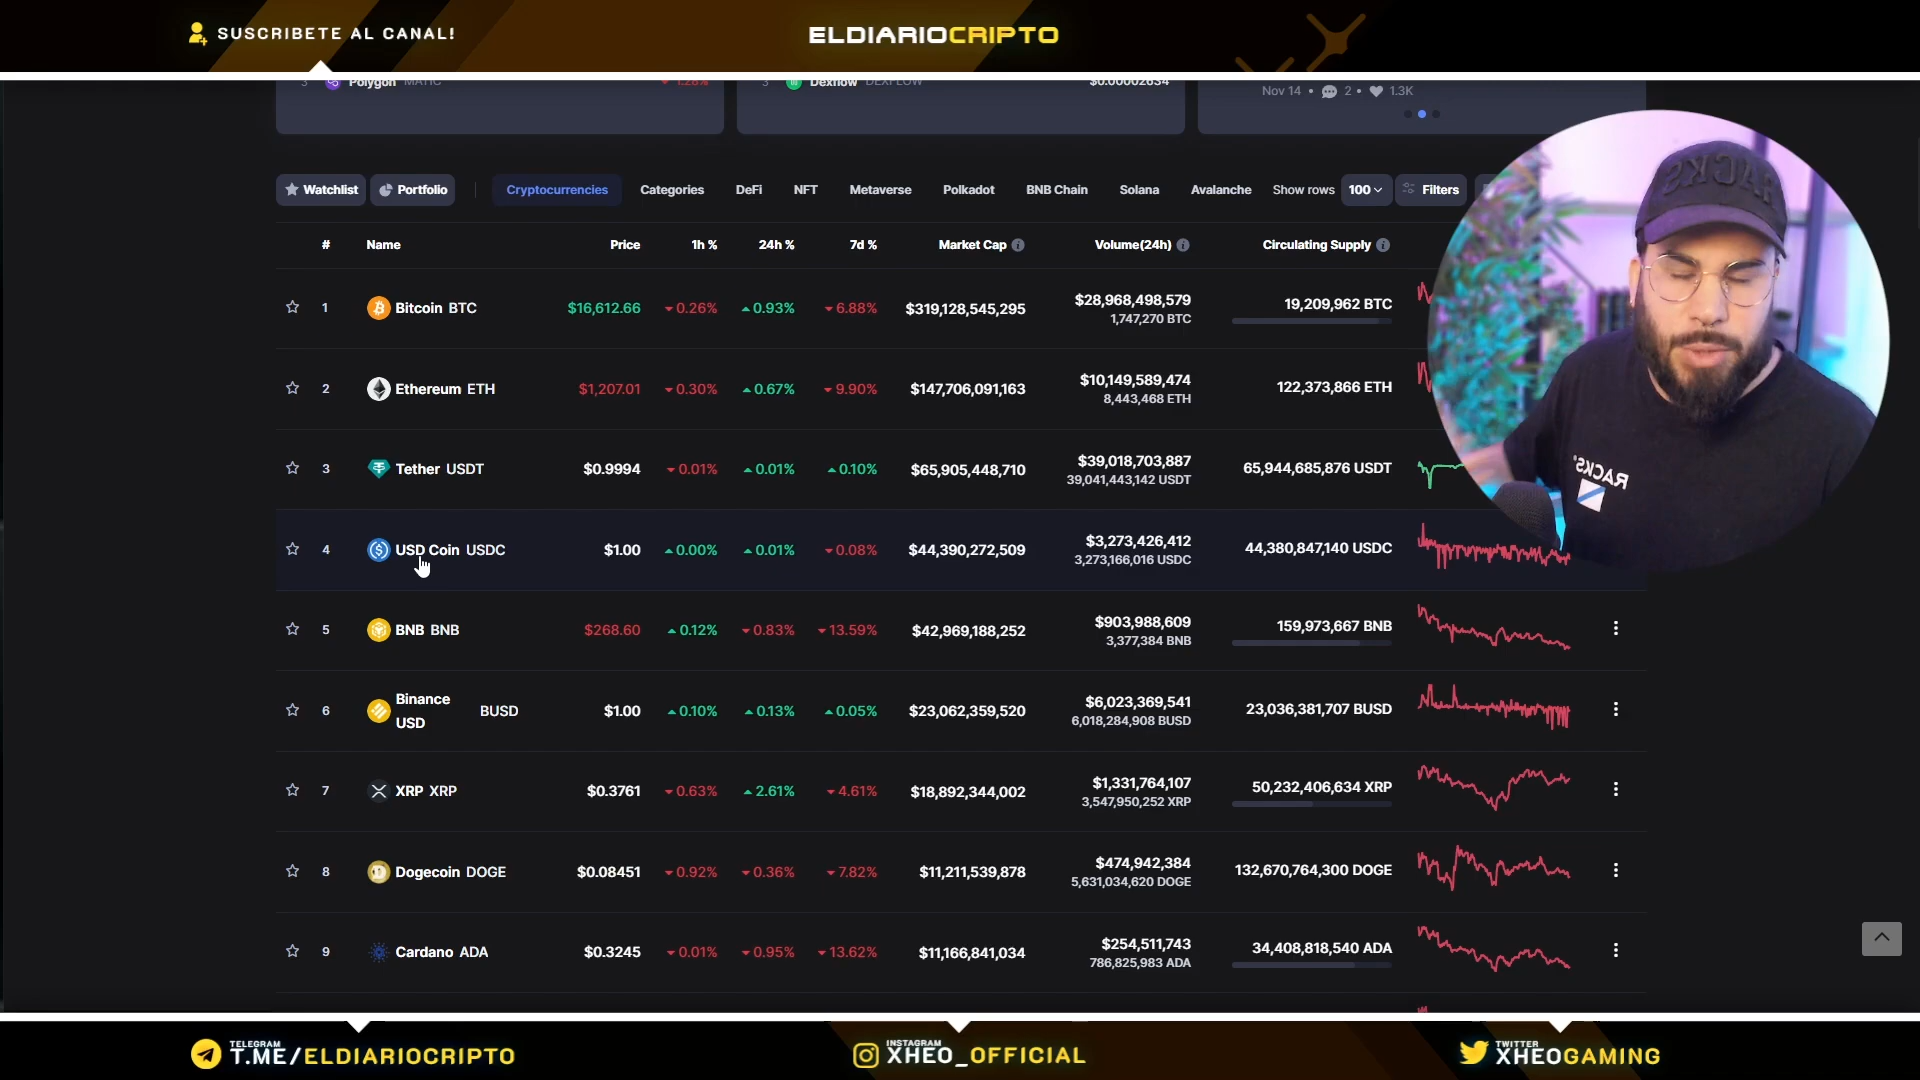 SUSCRIBETE AL CANAL!
ELDIARIOCRIPTO
3 Polygon MATIC 1.28%
3 Dexflow DEXFLOW $0.00002634
Nov 14 • 2 • 1.3K
Watchlist Portfolio Cryptocurrencies Categories DeFi NFT Metaverse Polkadot BNB Chain Solana Avalanche Show rows 100 Filters
# Name Price 1h % 24h % 7d % Market Cap Volume(24h) Circulating Supply
1 Bitcoin BTC $16,612.66 0.26% 0.93% 6.88% $319,128,545,295 $28,968,498,579 19,209,962 BTC
1,747,270 BTC
2 Ethereum ETH $1,207.01 0.30% 0.67% 9.90% $147,706,091,163 $10,149,589,474 122,373,866 ETH
8,443,468 ETH
3 Tether USDT $0.9994 0.01% 0.01% 0.10% $65,905,448,710 $39,018,703,887 65,944,685,876 USDT
39,041,443,142 USDT
4 USD Coin USDC $1.00 0.00% 0.01% 0.08% $44,390,272,509 $3,273,426,412 44,380,847,140 USDC
3,273,166,016 USDC
5 BNB BNB $268.60 0.12% 0.83% 13.59% $42,969,188,252 $903,988,609 159,973,667 BNB
3,377,384 BNB
6 Binance USD BUSD $1.00 0.10% 0.13% 0.05% $23,062,359,520 $6,023,369,541 23,036,381,707 BUSD
6,018,284,908 BUSD
7 XRP XRP $0.3761 0.63% 2.61% 4.61% $18,892,344,002 $1,331,764,107 50,232,406,634 XRP
3,547,950,252 XRP
8 Dogecoin DOGE $0.08451 0.92% 0.36% 7.82% $11,211,539,878 $474,942,384 132,670,764,300 DOGE
5,631,034,620 DOGE
9 Cardano ADA $0.3245 0.01% 0.95% 13.62% $11,166,841,034 $254,511,743 34,408,818,540 ADA
786,825,983 ADA
RACKS
RACKS
TELEGRAM
T.ME/ELDIARIOCRIPTO
INSTAGRAM
XHEO_OFFICIAL
TWITTER
XHEOGAMING